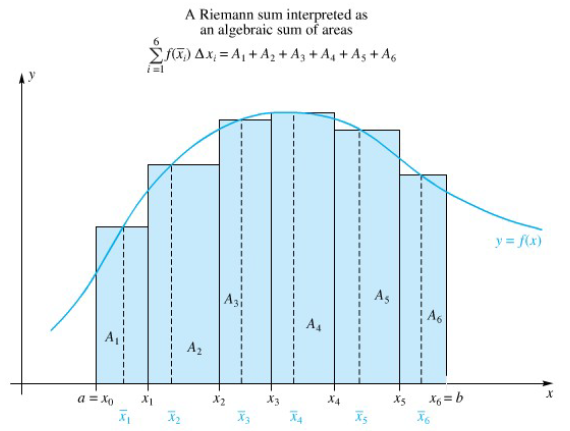 A Riemann sum interpreted as
an algebraic sum of areas
6
∑ f(x̅ᵢ) Δxᵢ = A₁ + A₂ + A₃ + A₄ + A₅ + A₆
i=1
y
y = f(x)
A₁
A₂
A₃
A₄
A₅
A₆
a = x₀ x₁ x₂ x₃ x₄ x₅ x₆ = b x
x̅₁ x̅₂ x̅₃ x̅₄ x̅₅ x̅₆